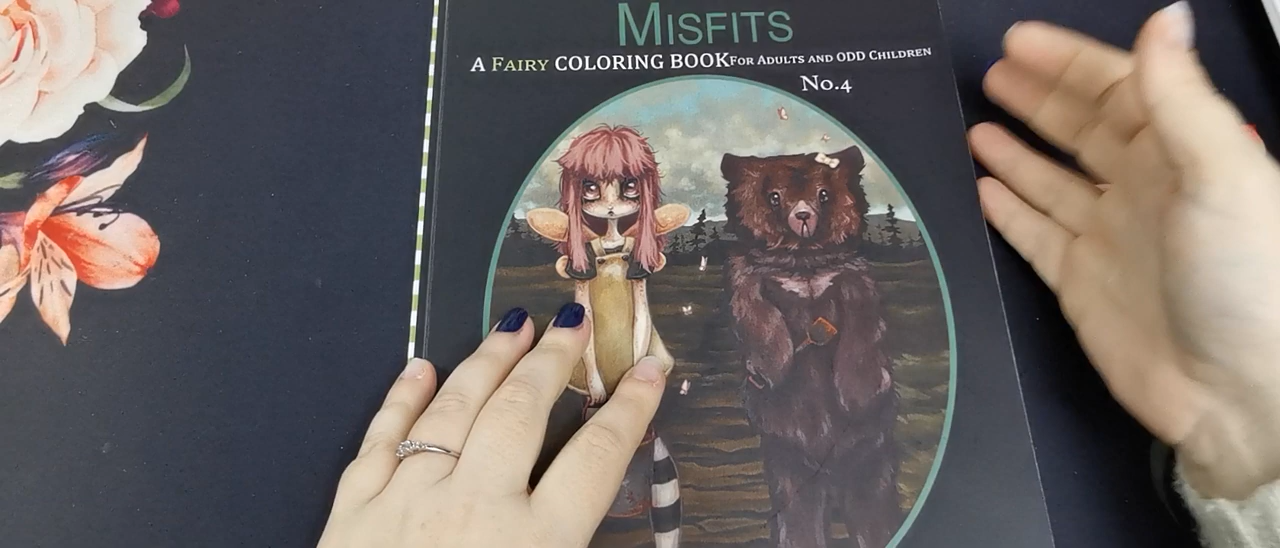 MISFITS
A FAIRY COLORING BOOK FOR ADULTS AND ODD CHILDREN
No.4